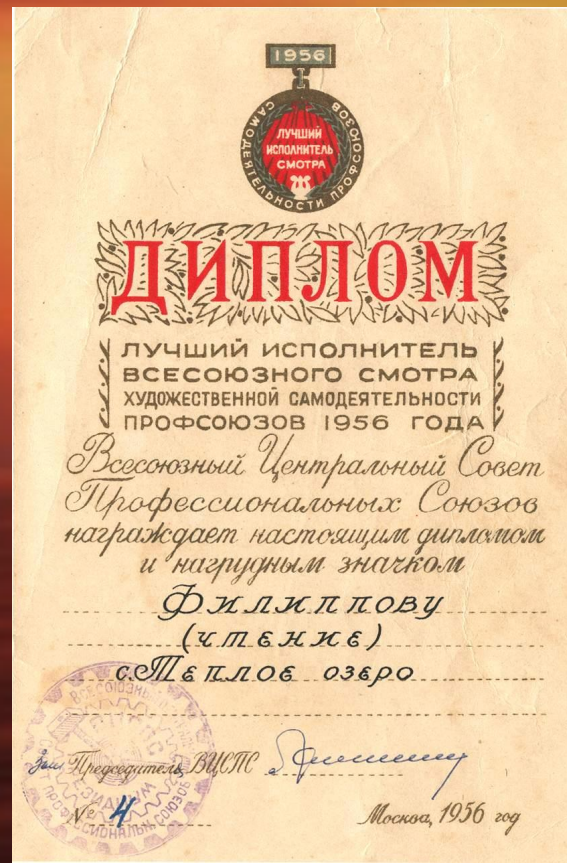 1956
САМОДЕЯТЕЛЬНОСТИ ПРОФСОЮЗОВ
ЛУЧШИЙ
ИСПОЛНИТЕЛЬ
СМОТРА
ДИПЛОМ
ЛУЧШИЙ ИСПОЛНИТЕЛЬ
ВСЕСОЮЗНОГО СМОТРА
ХУДОЖЕСТВЕННОЙ САМОДЕЯТЕЛЬНОСТИ
ПРОФСОЮЗОВ 1956 ГОДА
Всесоюзный Центральный Совет
Профессиональных Союзов
награждает настоящим дипломом
и нагрудным значком
Филиппову
(чтение)
с. Теплое озеро
Зам Председатель ВЦСПС
№ 4
Москва, 1956 год